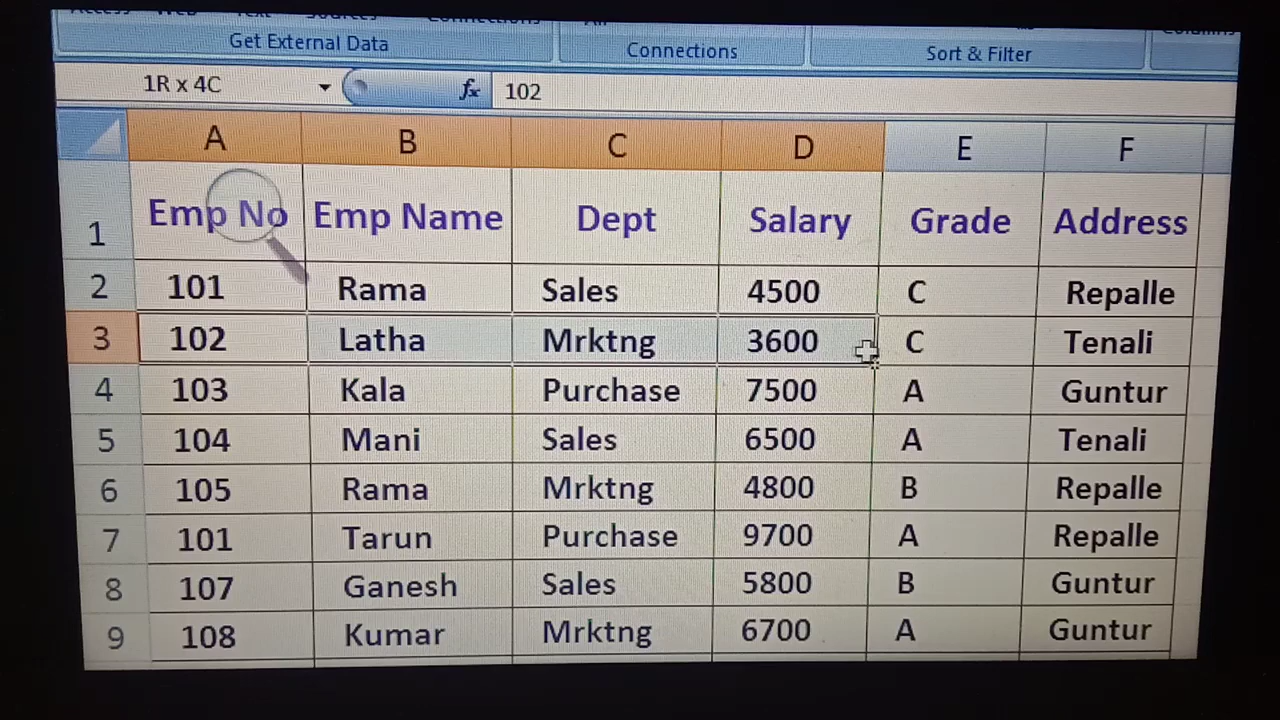 Get External Data Connections Sort & Filter
1R x 4C fx 102
A B C D E F
1 Emp No Emp Name Dept Salary Grade Address
2 101 Rama Sales 4500 C Repalle
3 102 Latha Mrktng 3600 C Tenali
4 103 Kala Purchase 7500 A Guntur
5 104 Mani Sales 6500 A Tenali
6 105 Rama Mrktng 4800 B Repalle
7 101 Tarun Purchase 9700 A Repalle
8 107 Ganesh Sales 5800 B Guntur
9 108 Kumar Mrktng 6700 A Guntur